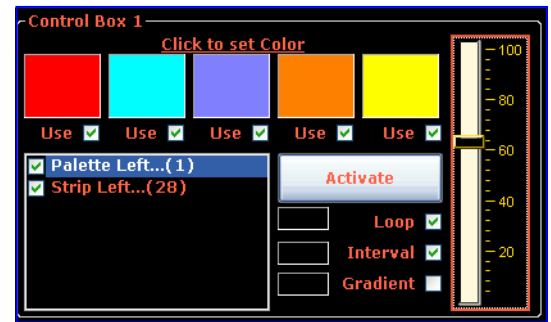 Control Box 1
Click to set Color
Use Use Use Use Use
Palette Left...(1)
Strip Left...(28)
Activate
Loop
Interval
Gradient
100
80
60
40
20